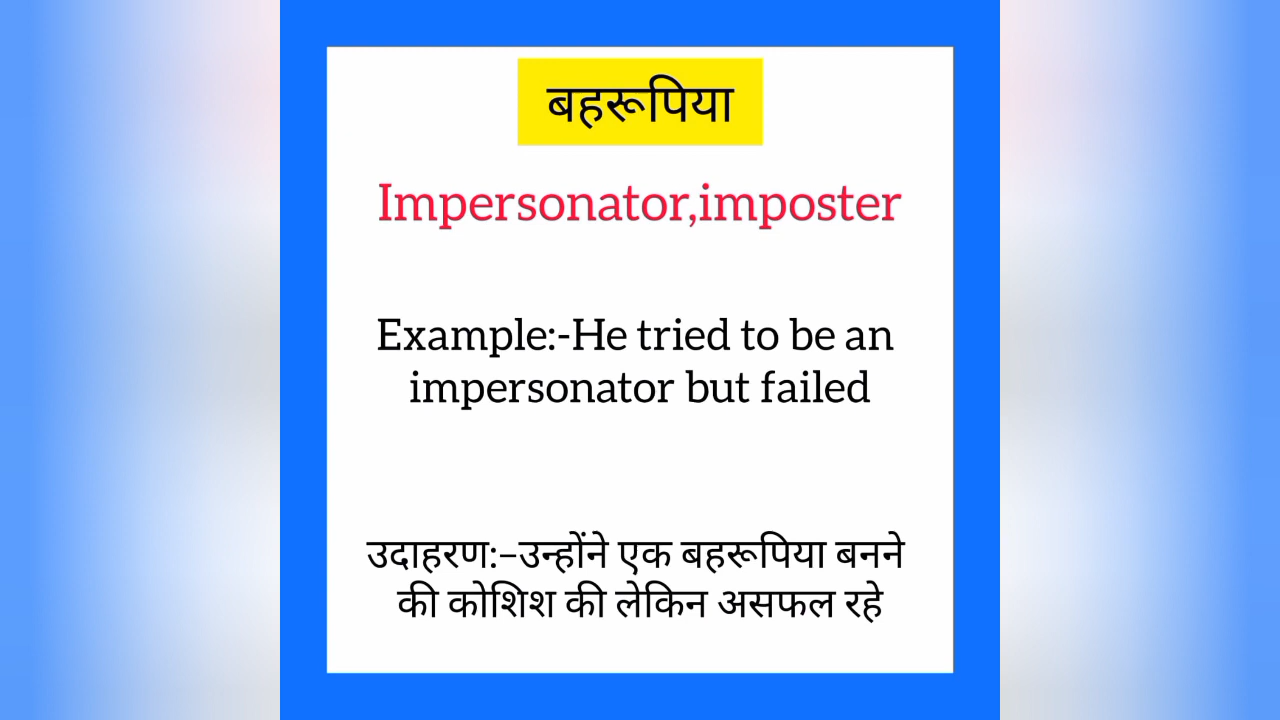 बहरूपिया
Impersonator,imposter
Example:-He tried to be an
impersonator but failed
उदाहरण:–उन्होंने एक बहरूपिया बनने
की कोशिश की लेकिन असफल रहे